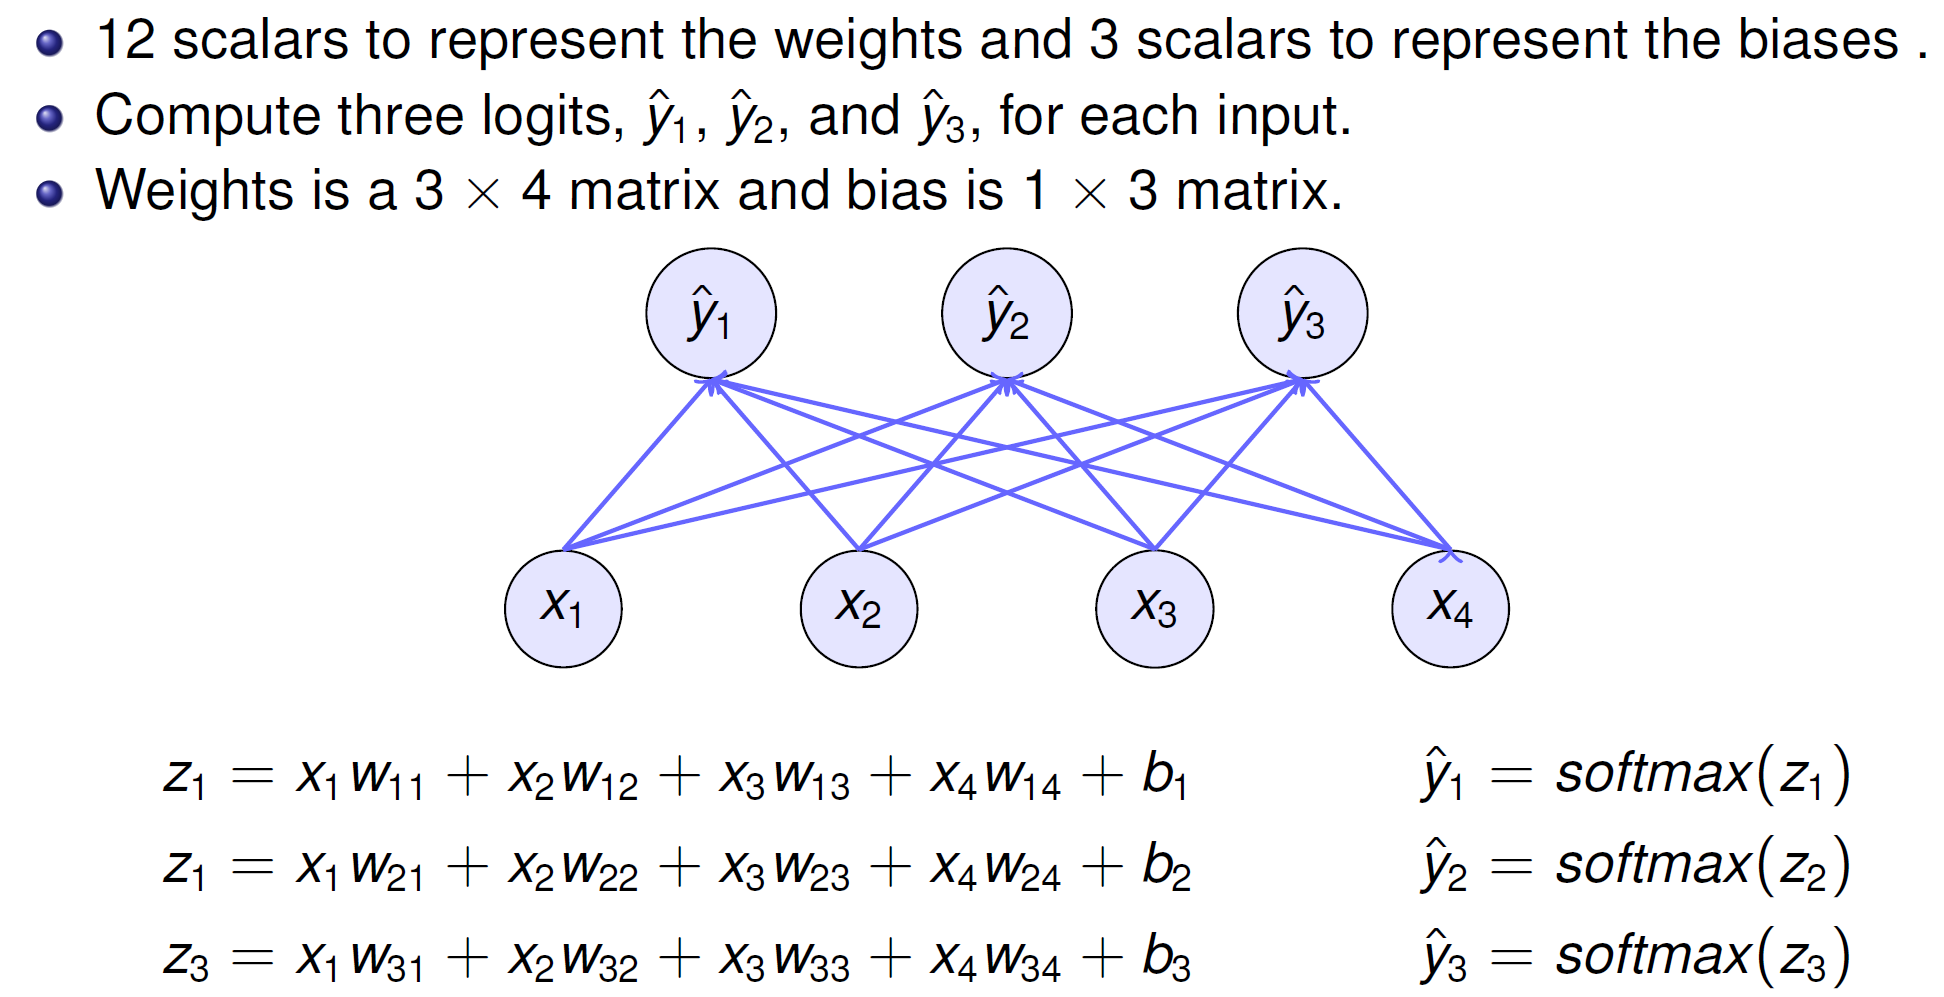 12 scalars to represent the weights and 3 scalars to represent the biases .
Compute three logits, ŷ₁, ŷ₂, and ŷ₃, for each input.
Weights is a 3 × 4 matrix and bias is 1 × 3 matrix.
ŷ₁ ŷ₂ ŷ₃
x₁ x₂ x₃ x₄
z₁ = x₁w₁₁ + x₂w₁₂ + x₃w₁₃ + x₄w₁₄ + b₁ ŷ₁ = softmax(z₁)
z₁ = x₁w₂₁ + x₂w₂₂ + x₃w₂₃ + x₄w₂₄ + b₂ ŷ₂ = softmax(z₂)
z₃ = x₁w₃₁ + x₂w₃₂ + x₃w₃₃ + x₄w₃₄ + b₃ ŷ₃ = softmax(z₃)